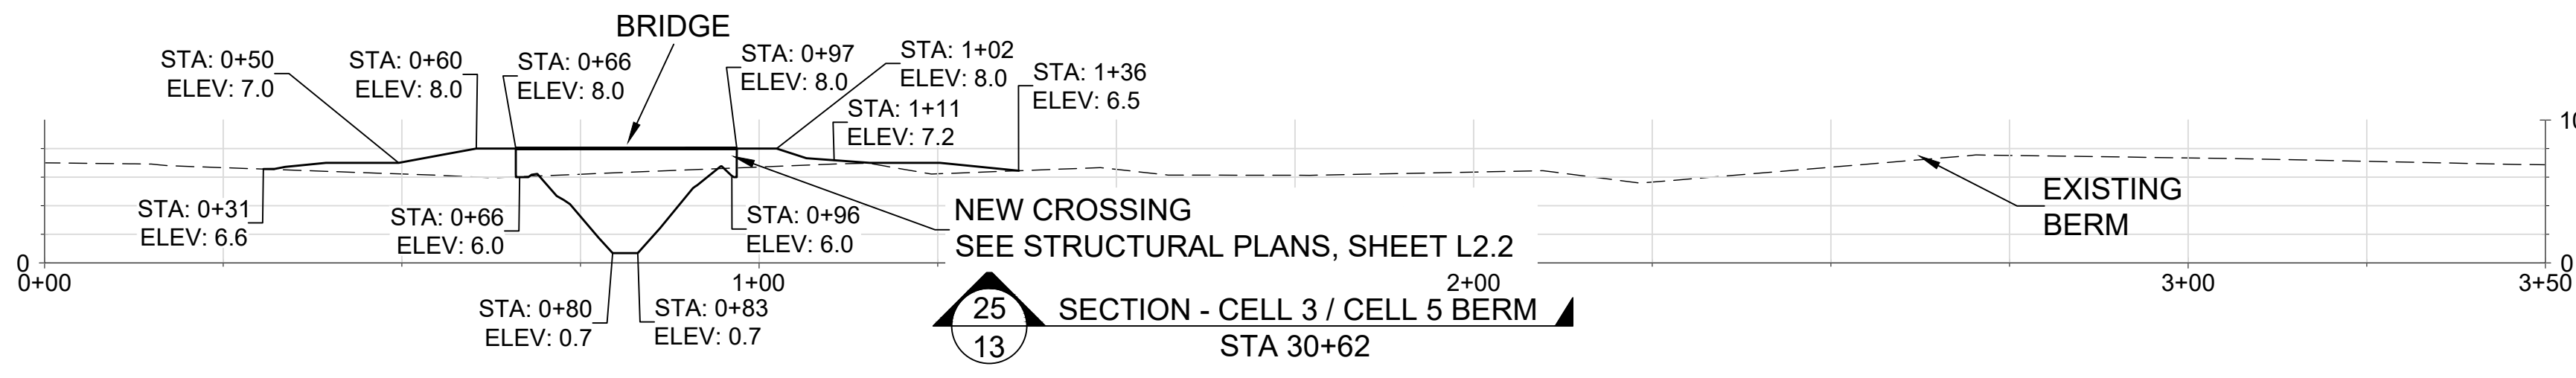 BRIDGE
STA: 0+50
ELEV: 7.0
STA: 0+60
ELEV: 8.0
STA: 0+66
ELEV: 8.0
STA: 0+97
ELEV: 8.0
STA: 1+02
ELEV: 8.0
STA: 1+11
ELEV: 7.2
STA: 1+36
ELEV: 6.5
10
STA: 0+31
ELEV: 6.6
STA: 0+66
ELEV: 6.0
STA: 0+96
ELEV: 6.0
NEW CROSSING
SEE STRUCTURAL PLANS, SHEET L2.2
EXISTING
BERM
0
0
0+00
1+00
2+00
3+00
3+50
STA: 0+80
ELEV: 0.7
STA: 0+83
ELEV: 0.7
25
13
SECTION - CELL 3 / CELL 5 BERM
STA 30+62